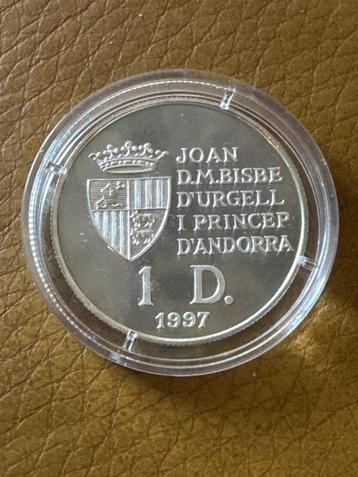 JOAN
D.M.BISBE
D'URGELL
I PRINCEP
D'ANDORRA
1 D.
1997